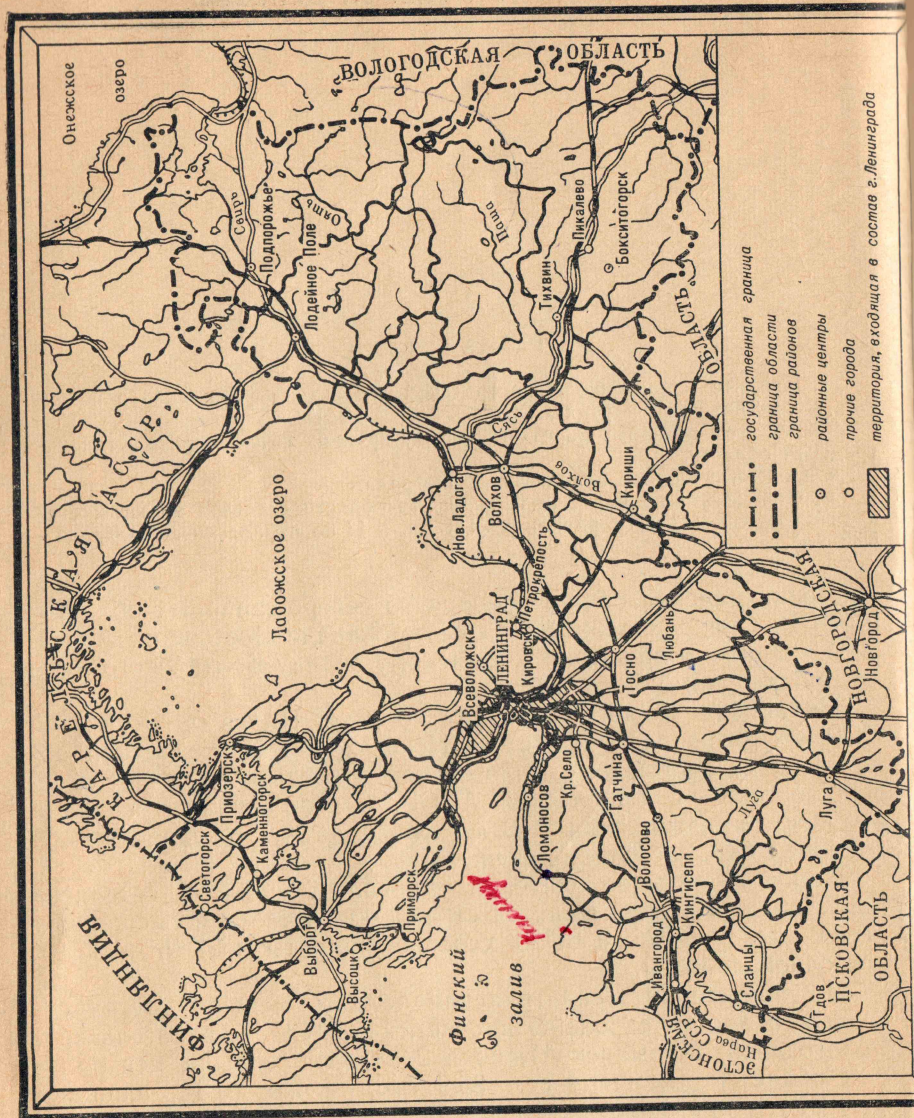 ФИНЛЯНДИЯ
КАРЕЛЬСКАЯ АССР
Онежское
озеро
ВОЛОГОДСКАЯ ОБЛАСТЬ
Светогорск
Каменногорск
Приозерск
Выборг
Высоцк
Приморск
Ладожское озеро
Свирь
Подпорожье
Лодейное Поле
Оять
Паша
Финский
залив
Всеволожск
ЛЕНИНГРАД
Кировск
Петрокрепость
Нов.Ладога
Волхов
Сясь
Волхов
Тихвин
Пикалево
Бокситогорск
Ломоносов
Кр.Село
Гатчина
Тосно
Любань
Кириши
Волосово
Кингисепп
Ивангород
Сланцы
Гдов
Нарва
ЭСТОНСКАЯ ССР
Луга
Луга
ПСКОВСКАЯ
ОБЛАСТЬ
НОВГОРОДСКАЯ
ОБЛАСТЬ
Новгород
государственная граница
граница области
граница районов
районные центры
прочие города
территория, входящая в состав г.Ленинграда